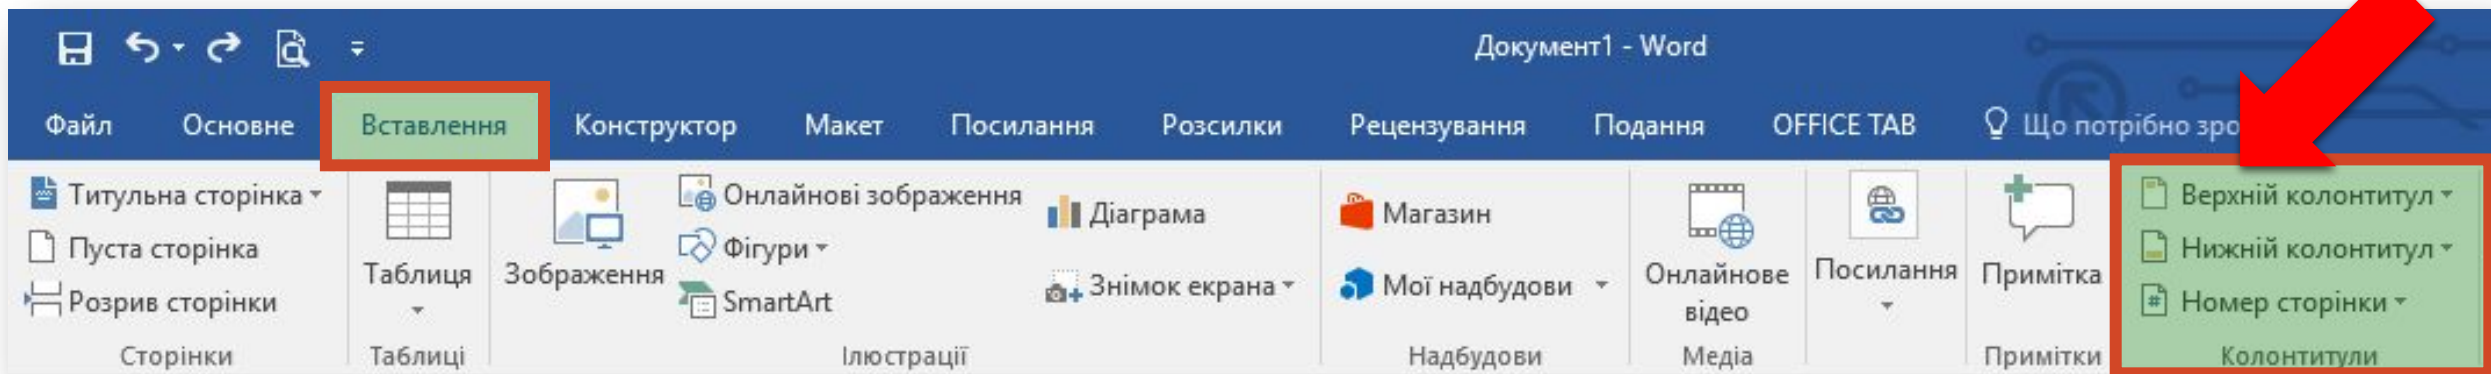 Документ1 - Word
Файл Основне Вставлення Конструктор Макет Посилання Розсилки Рецензування Подання OFFICE TAB Що потрібно
Титульна сторінка
Пуста сторінка
Розрив сторінки
Сторінки
Таблиця
Таблиці
Зображення
Онлайнові зображення
Фігури
SmartArt
Діаграма
Знімок екрана
Ілюстрації
Магазин
Мої надбудови
Надбудови
Онлайнове
відео
Медіа
Посилання
Примітка
Примітки
Верхній колонтитул
Нижній колонтитул
# Номер сторінки
Колонтитули